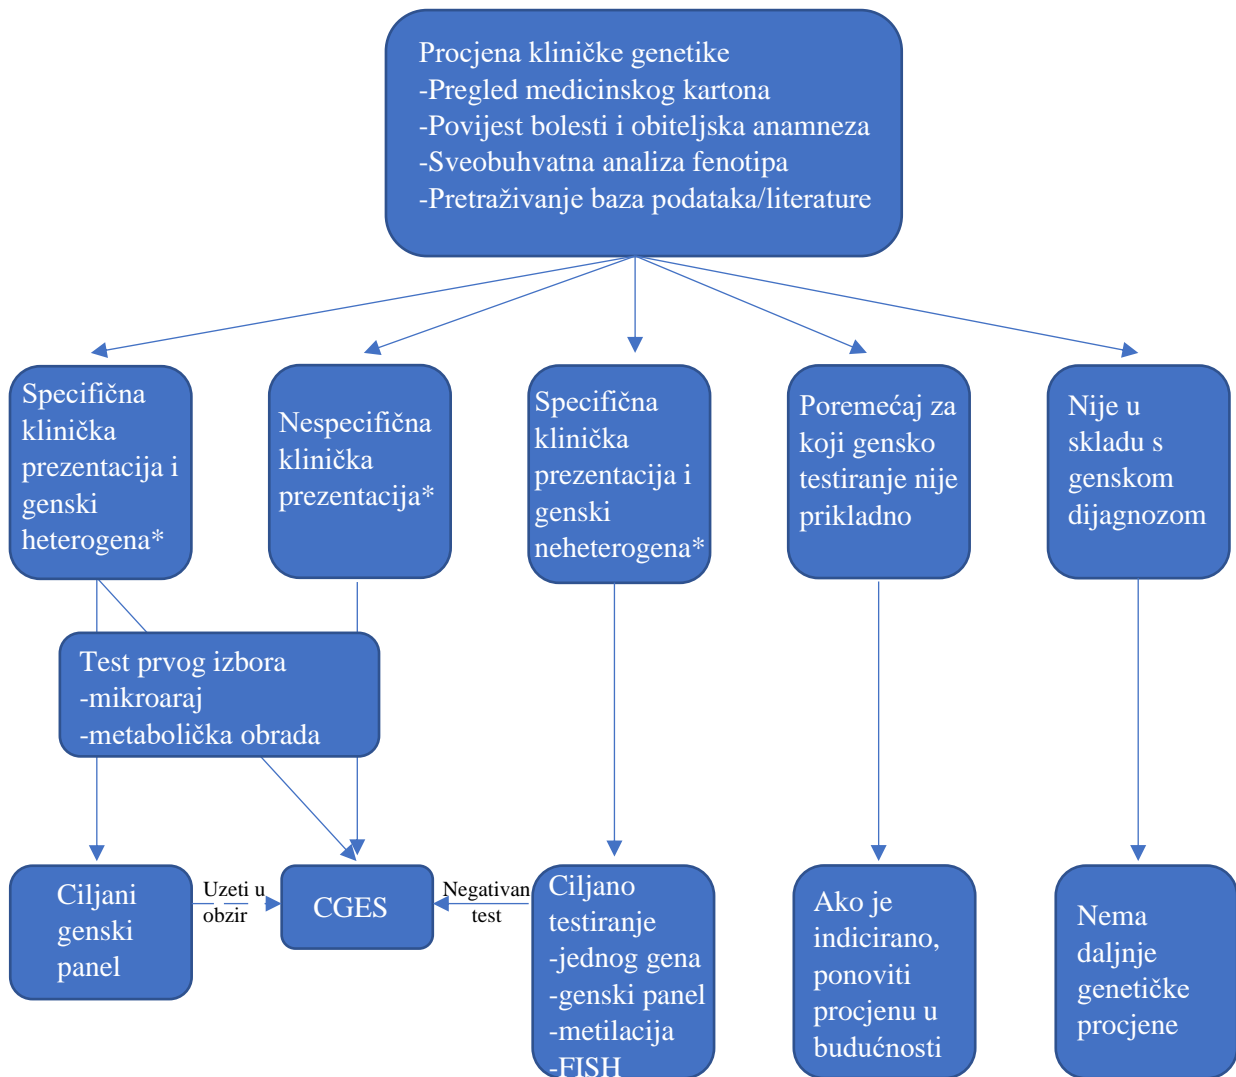 Procjena kliničke genetike
-Pregled medicinskog kartona
-Povijest bolesti i obiteljska anamneza
-Sveobuhvatna analiza fenotipa
-Pretraživanje baza podataka/literature
Specifična
klinička
prezentacija i
genski
heterogena*
Nespecifična
klinička
prezentacija*
Specifična
klinička
prezentacija i
genski
neheterogena*
Poremećaj za
koji gensko
testiranje nije
prikladno
Nije u
skladu s
genskom
dijagnozom
Test prvog izbora
-mikroaraj
-metabolička obrada
Ciljani
genski
panel
Uzeti u
obzir
CGES
Negativan
test
Ciljano
testiranje
-jednog gena
-genski panel
-metilacija
-FISH
Ako je
indicirano,
ponoviti
procjenu u
budućnosti
Nema
daljnje
genetičke
procjene